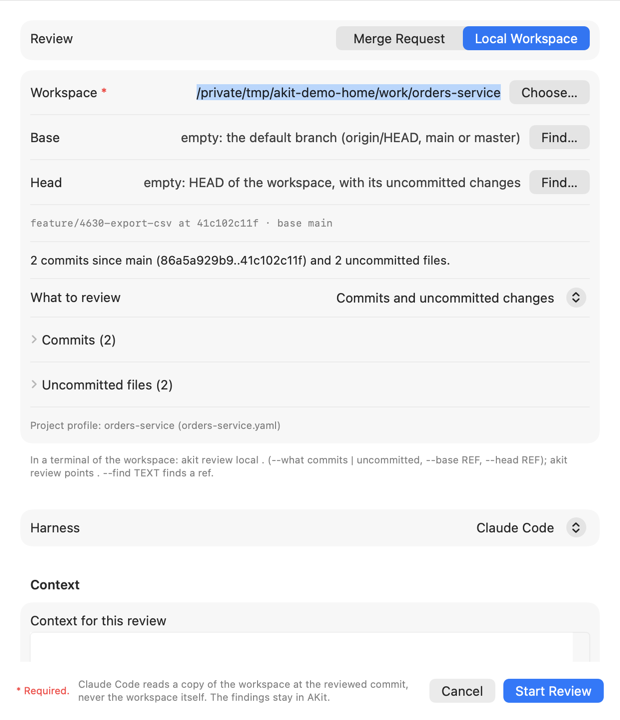 Review Merge Request Local Workspace
Workspace * /private/tmp/akit-demo-home/work/orders-service Choose...
Base empty: the default branch (origin/HEAD, main or master) Find...
Head empty: HEAD of the workspace, with its uncommitted changes Find...
feature/4630-export-csv at 41c102c11f · base main
2 commits since main (86a5a929b9..41c102c11f) and 2 uncommitted files.
What to review Commits and uncommitted changes
Commits (2)
Uncommitted files (2)
Project profile: orders-service (orders-service.yaml)
In a terminal of the workspace: akit review local . (--what commits | uncommitted, --base REF, --head REF); akit
review points . --find TEXT finds a ref.
Harness Claude Code
Context
Context for this review
* Required. Claude Code reads a copy of the workspace at the reviewed commit,
never the workspace itself. The findings stay in AKit.
Cancel Start Review